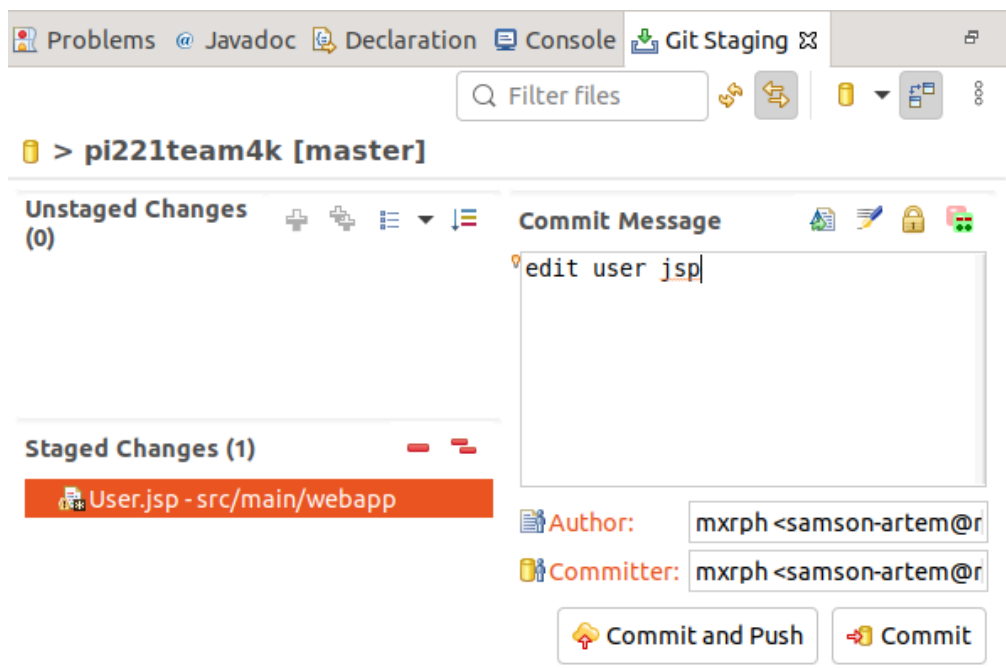 Problems @ Javadoc Declaration Console Git Staging
Filter files
> pi221team4k [master]
Unstaged Changes
(0)
Commit Message
edit user jsp
Staged Changes (1)
User.jsp - src/main/webapp
Author: mxrph <samson-artem@r
Committer: mxrph <samson-artem@r
Commit and Push Commit